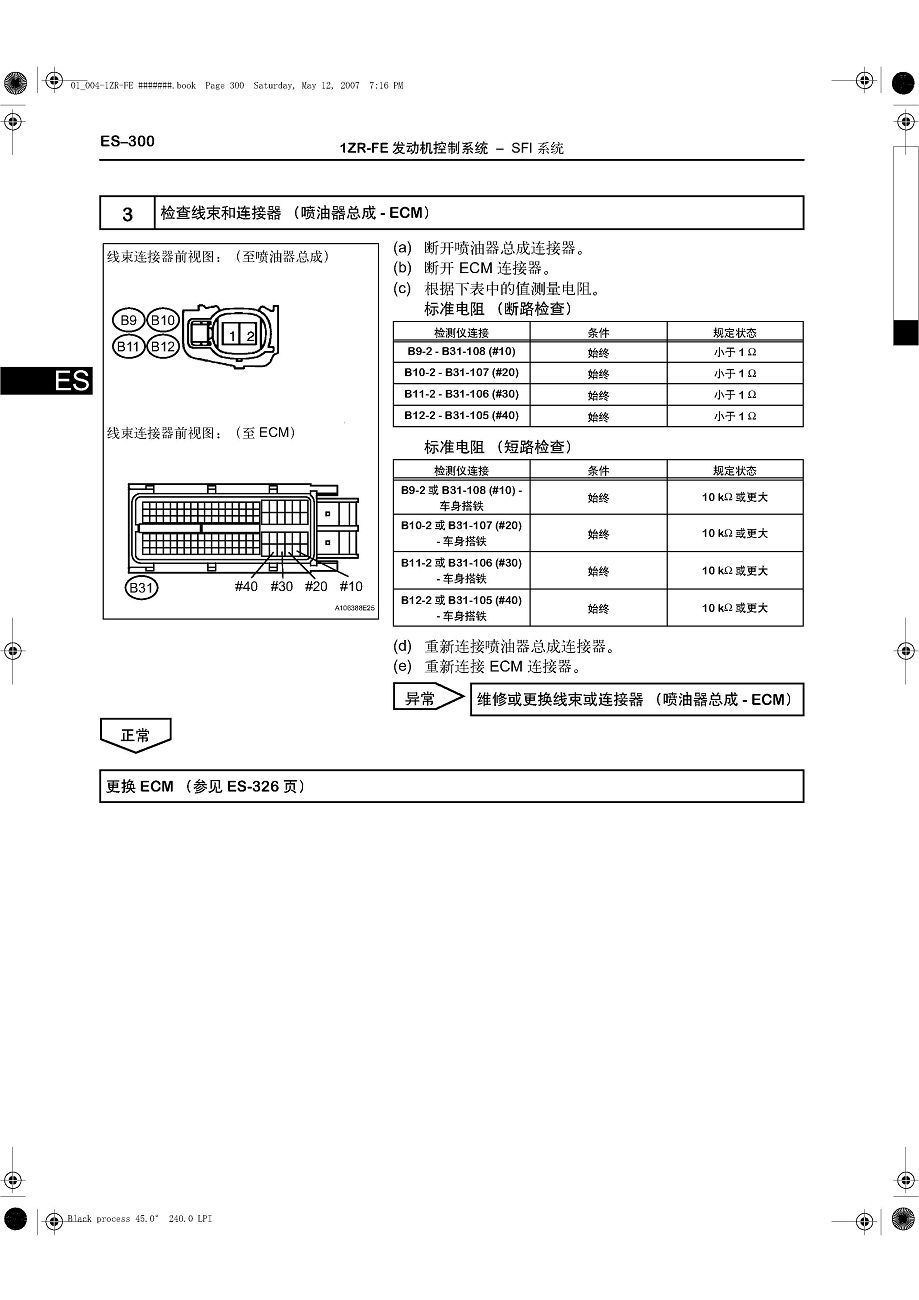 01_004-1ZR-FE #######.book Page 300 Saturday, May 12, 2007 7:16 PM
ES–300
1ZR-FE 发动机控制系统 – SFI 系统
3 检查线束和连接器 （喷油器总成 - ECM）
线束连接器前视图：（至喷油器总成）
B9 B10
1 2
B11 B12
线束连接器前视图：（至 ECM）
B31
#40 #30 #20 #10
A106388E25
ES
(a) 断开喷油器总成连接器。
(b) 断开 ECM 连接器。
(c) 根据下表中的值测量电阻。
标准电阻 （断路检查）
检测仪连接 条件 规定状态
B9-2 - B31-108 (#10) 始终 小于 1 Ω
B10-2 - B31-107 (#20) 始终 小于 1 Ω
B11-2 - B31-106 (#30) 始终 小于 1 Ω
B12-2 - B31-105 (#40) 始终 小于 1 Ω
标准电阻 （短路检查）
检测仪连接 条件 规定状态
B9-2 或 B31-108 (#10) -
车身搭铁 始终 10 kΩ 或更大
B10-2 或 B31-107 (#20)
- 车身搭铁 始终 10 kΩ 或更大
B11-2 或 B31-106 (#30)
- 车身搭铁 始终 10 kΩ 或更大
B12-2 或 B31-105 (#40)
- 车身搭铁 始终 10 kΩ 或更大
(d) 重新连接喷油器总成连接器。
(e) 重新连接 ECM 连接器。
异常 维修或更换线束或连接器 （喷油器总成 - ECM）
正常
更换 ECM （参见 ES-326 页）
Black process 45.0° 240.0 LPI